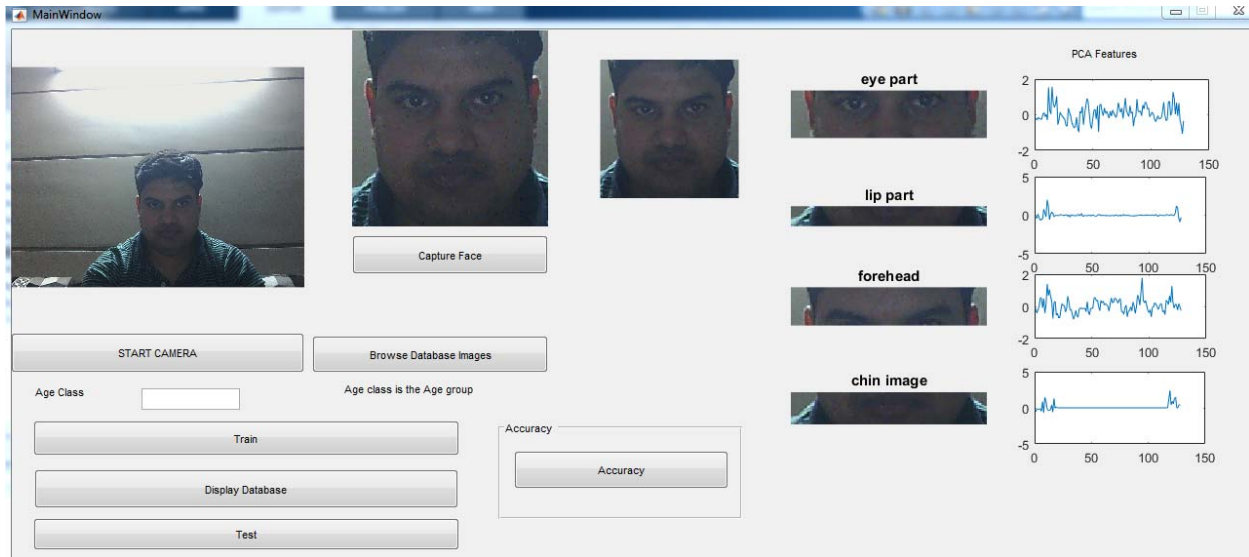 MainWindow
PCA Features
eye part
2
0
-2
0 50 100 150
lip part
5
0
-5
0 50 100 150
Capture Face
forehead
2
0
-2
0 50 100 150
START CAMERA
Browse Database Images
Age Class
Age class is the Age group
chin image
5
0
-5
0 50 100 150
Train
Accuracy
Accuracy
Display Database
Test